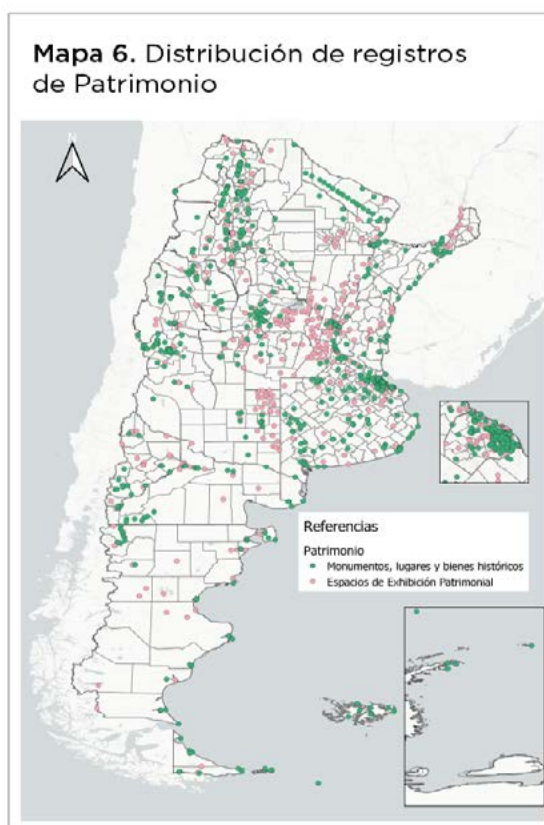 Mapa 6. Distribución de registros
de Patrimonio
N
Referencias
Patrimonio
Monumentos, lugares y bienes históricos
Espacios de Exhibición Patrimonial